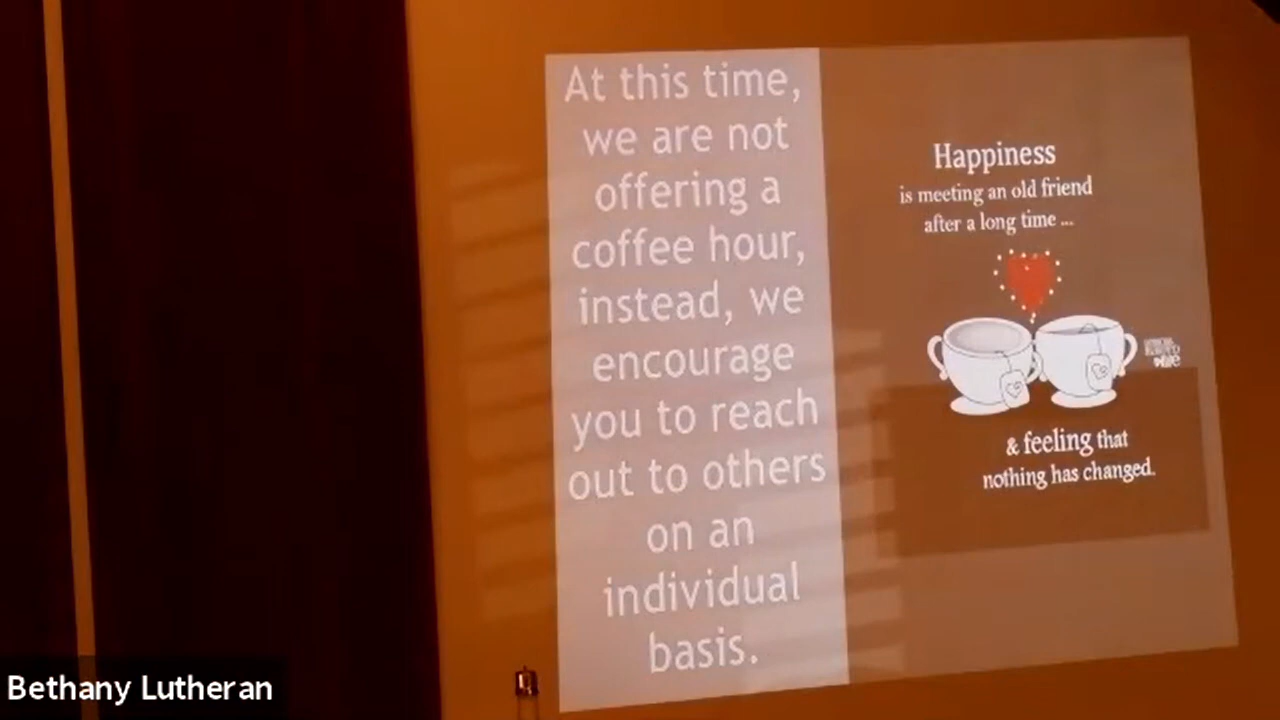 At this time,
we are not
offering a
coffee hour,
instead, we
encourage
you to reach
out to others
on an
individual
basis.
Happiness
is meeting an old friend
after a long time ...
& feeling that
nothing has changed.
Bethany Lutheran